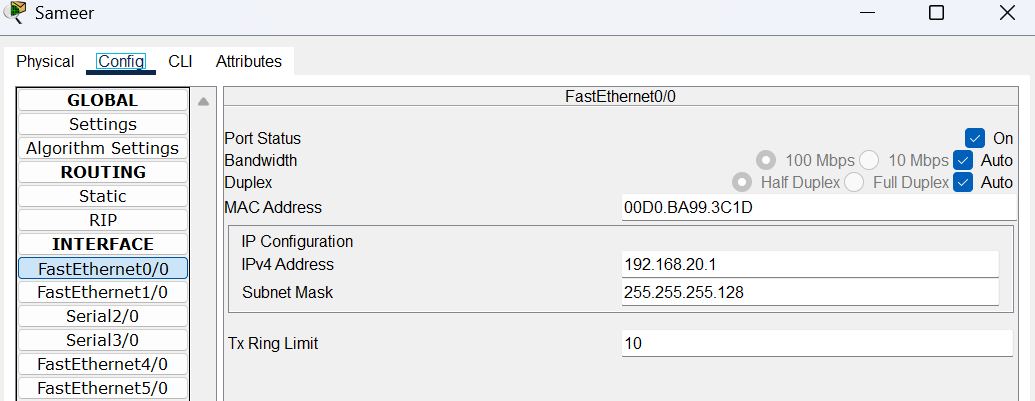 Sameer
Physical Config CLI Attributes
GLOBAL
Settings
Algorithm Settings
ROUTING
Static
RIP
INTERFACE
FastEthernet0/0
FastEthernet1/0
Serial2/0
Serial3/0
FastEthernet4/0
FastEthernet5/0
FastEthernet0/0
Port Status On
Bandwidth 100 Mbps 10 Mbps Auto
Duplex Half Duplex Full Duplex Auto
MAC Address 00D0.BA99.3C1D
IP Configuration
IPv4 Address 192.168.20.1
Subnet Mask 255.255.255.128
Tx Ring Limit 10